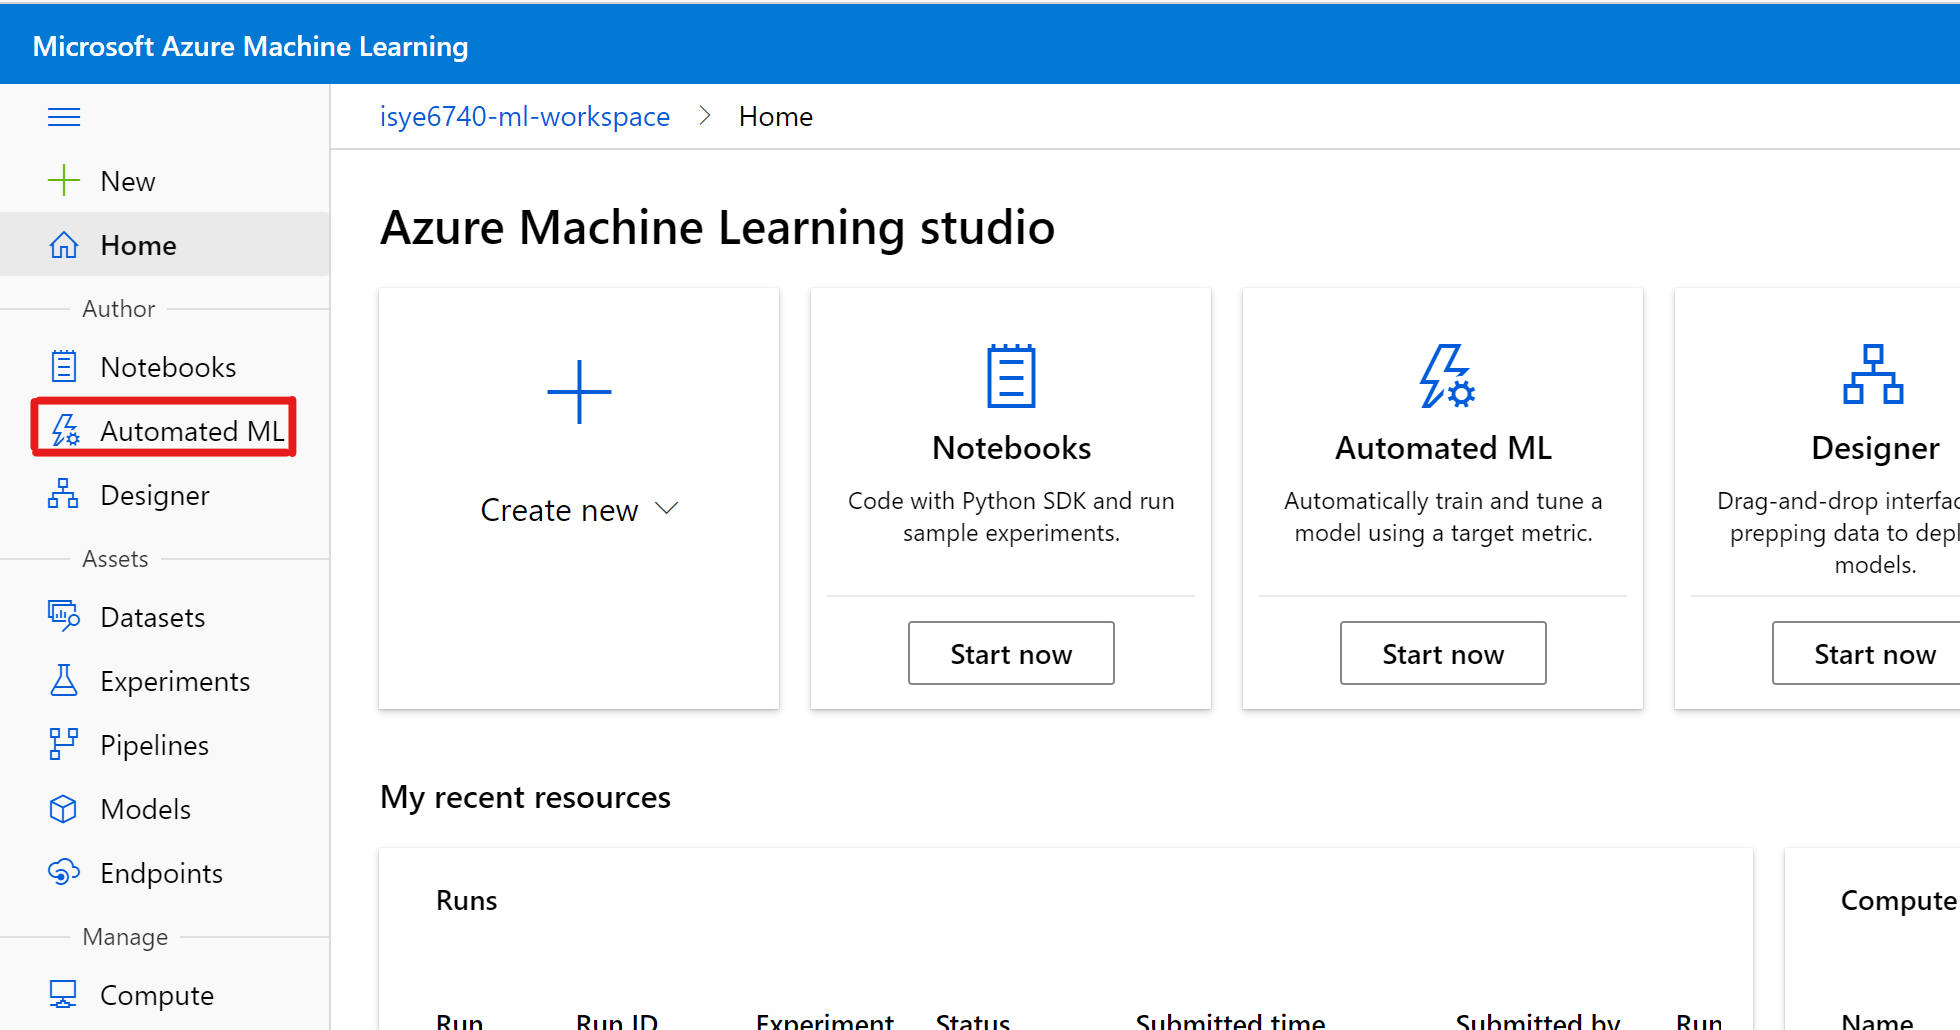 Microsoft Azure Machine Learning
isye6740-ml-workspace > Home
New
Home
Author
Notebooks
Automated ML
Designer
Assets
Datasets
Experiments
Pipelines
Models
Endpoints
Manage
Compute
Azure Machine Learning studio
Create new
Notebooks
Code with Python SDK and run
sample experiments.
Start now
Automated ML
Automatically train and tune a
model using a target metric.
Start now
Designer
Drag-and-drop interfac
prepping data to depl
models.
Start now
My recent resources
Runs
Run Run ID Experiment Status Submitted time Submitted by Run
Compute
Name